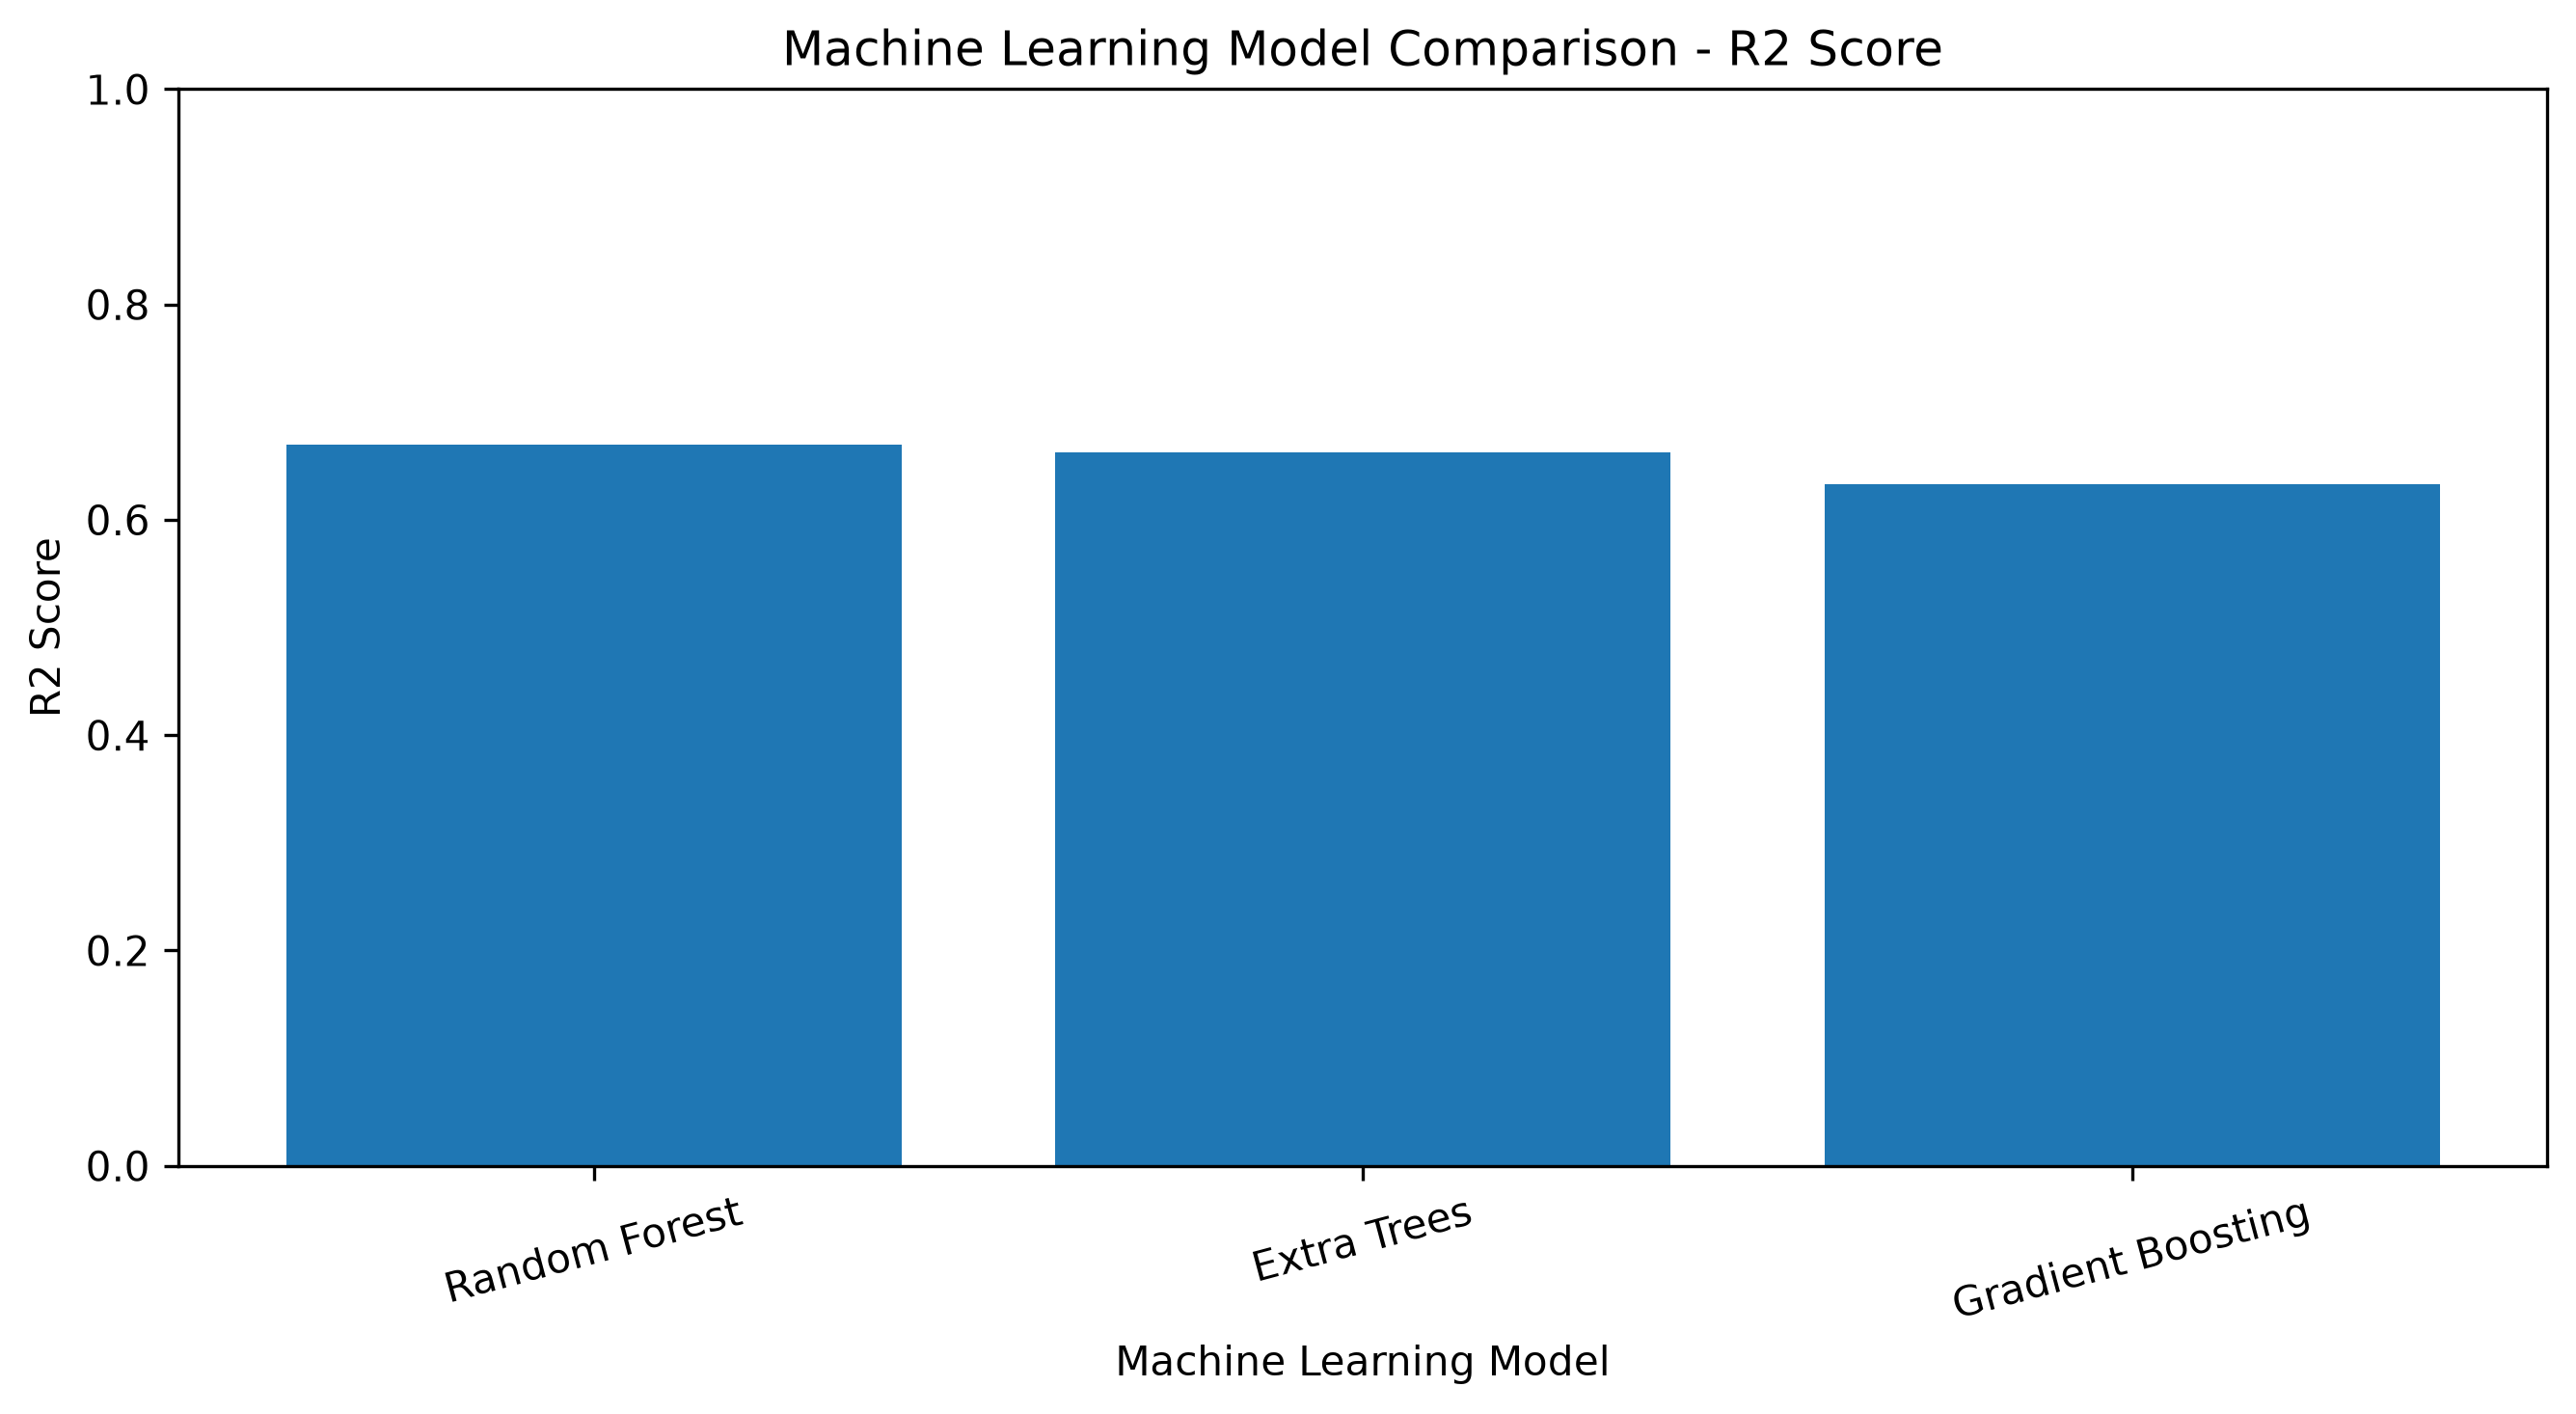 Machine Learning Model Comparison - R2 Score
1.0
0.8
0.6
0.4
0.2
0.0
R2 Score
Random Forest
Extra Trees
Gradient Boosting
Machine Learning Model